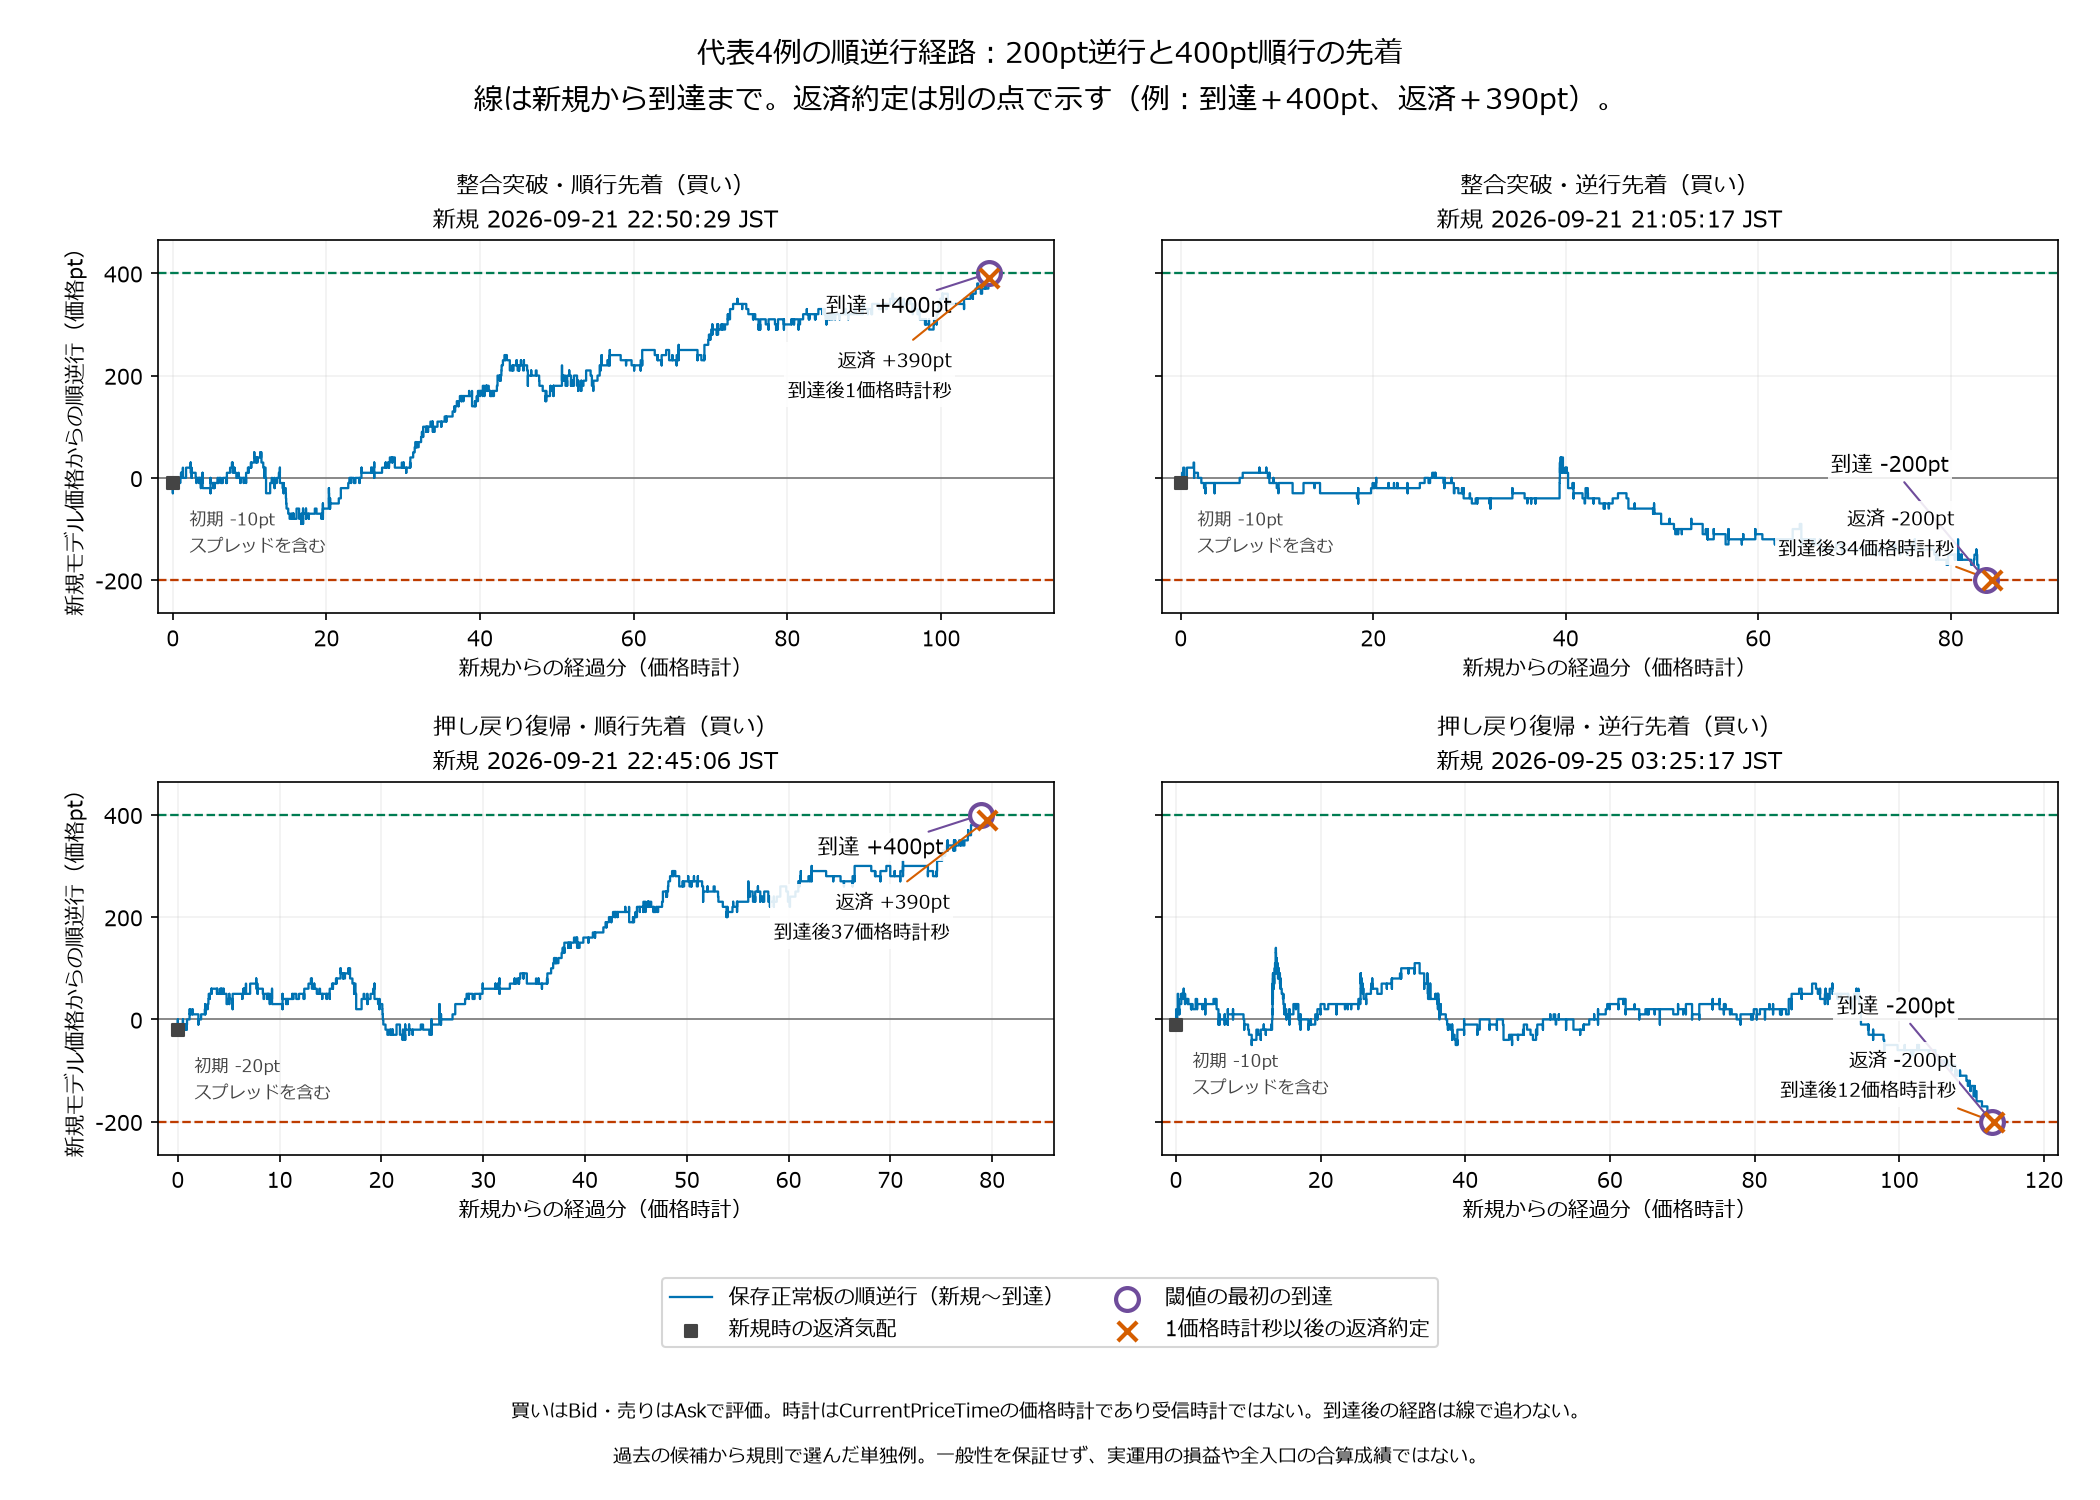 代表4例の順逆行経路：200pt逆行と400pt順行の先着
線は新規から到達まで。返済約定は別の点で示す（例：到達＋400pt、返済＋390pt）。
整合突破・順行先着（買い）
新規 2026-09-21 22:50:29 JST
新規モデル価格からの順逆行（価格pt）
400
200
0
-200
到達 +400pt
返済 +390pt
到達後1価格時計秒
初期 -10pt
スプレッドを含む
0 20 40 60 80 100
新規からの経過分（価格時計）
整合突破・逆行先着（買い）
新規 2026-09-21 21:05:17 JST
到達 -200pt
返済 -200pt
到達後34価格時計秒
初期 -10pt
スプレッドを含む
0 20 40 60 80
新規からの経過分（価格時計）
押し戻り復帰・順行先着（買い）
新規 2026-09-21 22:45:06 JST
新規モデル価格からの順逆行（価格pt）
400
200
0
-200
到達 +400pt
返済 +390pt
到達後37価格時計秒
初期 -20pt
スプレッドを含む
0 10 20 30 40 50 60 70 80
新規からの経過分（価格時計）
押し戻り復帰・逆行先着（買い）
新規 2026-09-25 03:25:17 JST
到達 -200pt
返済 -200pt
到達後12価格時計秒
初期 -10pt
スプレッドを含む
0 20 40 60 80 100 120
新規からの経過分（価格時計）
保存正常板の順逆行（新規～到達）
新規時の返済気配
閾値の最初の到達
1価格時計秒以後の返済約定
買いはBid・売りはAskで評価。時計はCurrentPriceTimeの価格時計であり受信時計ではない。到達後の経路は線で追わない。
過去の候補から規則で選んだ単独例。一般性を保証せず、実運用の損益や全入口の合算成績ではない。